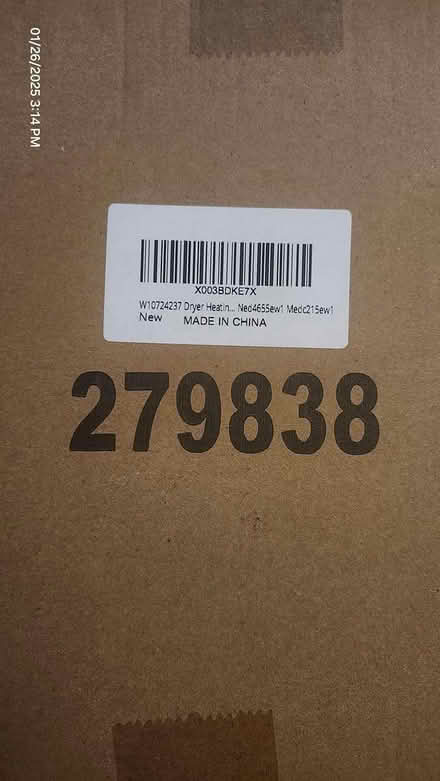 01/26/2025 3:14 PM
X003BDKE7X
W10724237 Dryer Heatin... Ned4655ew1 Medc215ew1
New MADE IN CHINA
279838